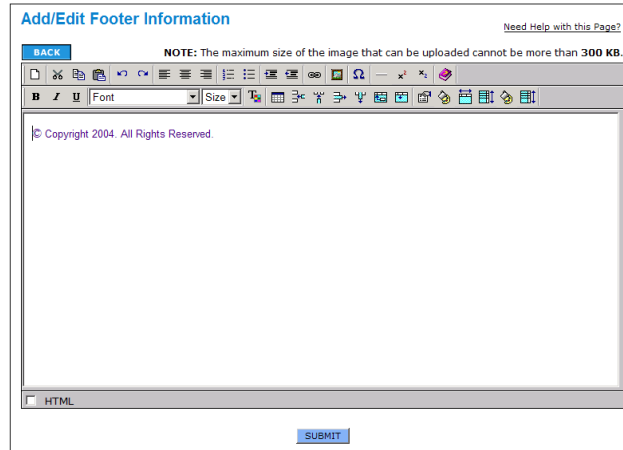 Add/Edit Footer Information
Need Help with this Page?
BACK
NOTE: The maximum size of the image that can be uploaded cannot be more than 300 KB.
B I U Font Size
© Copyright 2004. All Rights Reserved.
HTML
SUBMIT